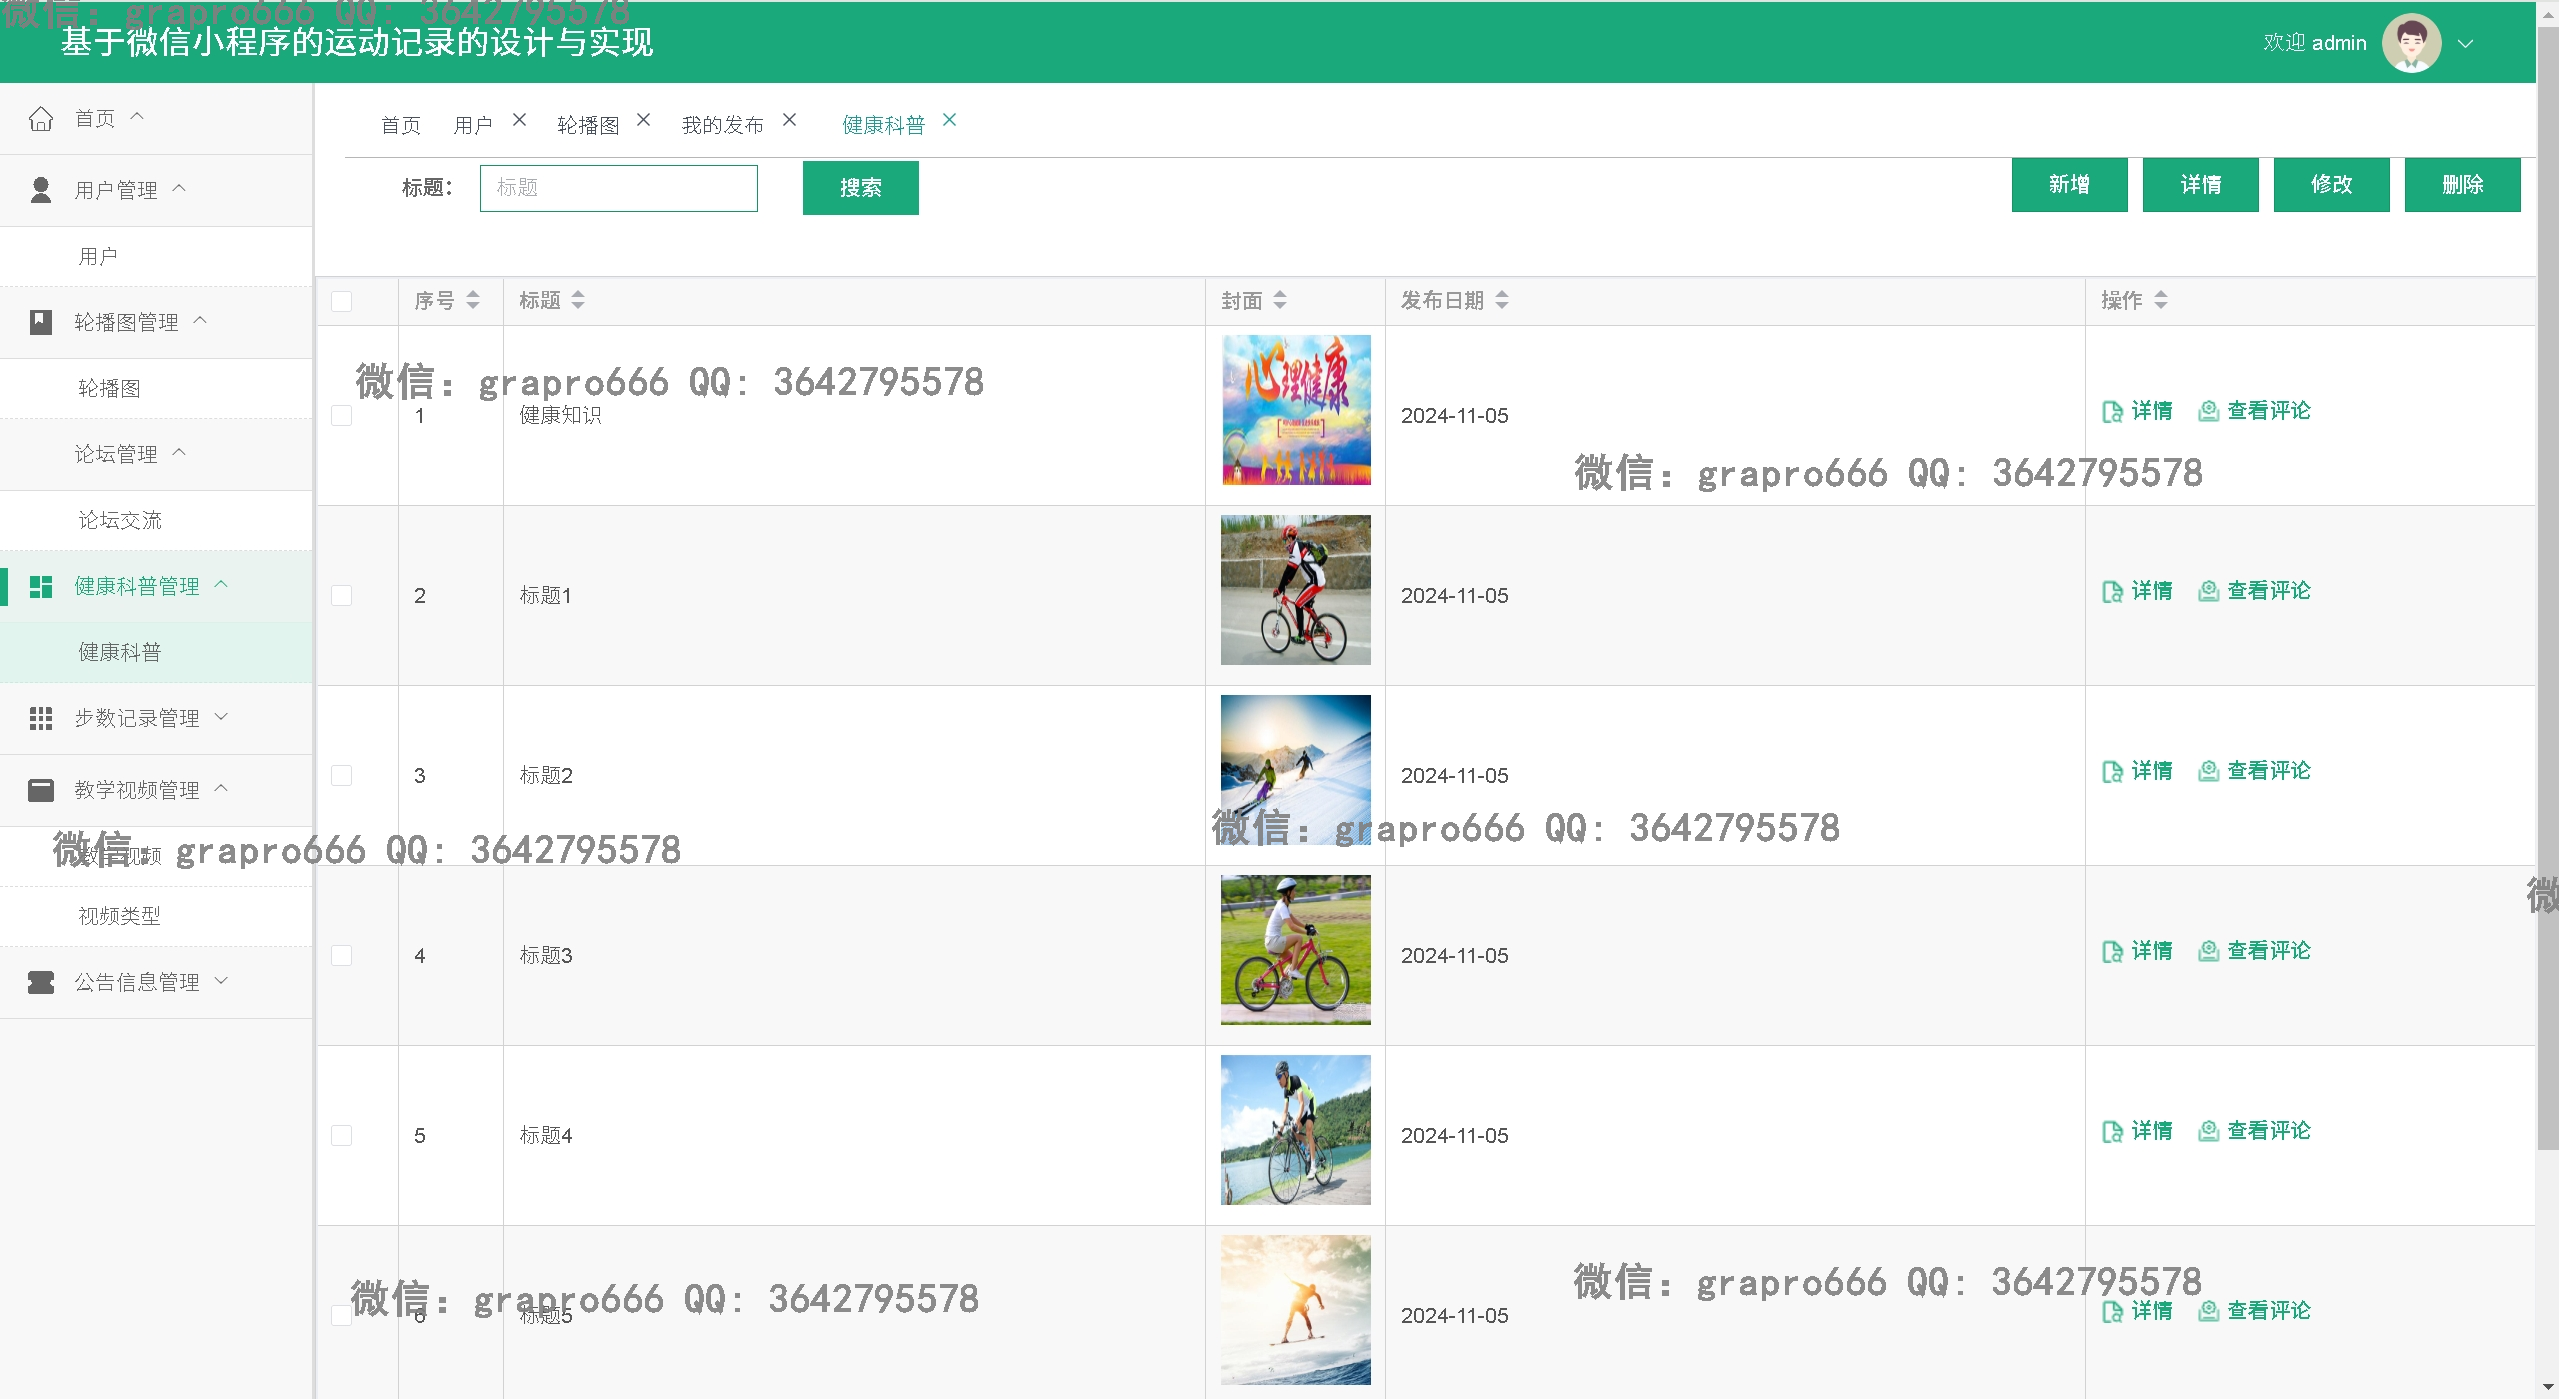 微信: grapro666 QQ: 3642795578
基于微信小程序的运动记录的设计与实现
欢迎 admin
首页
用户管理
用户
轮播图管理
轮播图
论坛管理
论坛交流
健康科普管理
健康科普
步数记录管理
教学视频管理
教学视频
视频类型
公告信息管理
首页 用户 轮播图 我的发布 健康科普
标题: 标题 搜索 新增 详情 修改 删除
序号 标题 封面 发布日期 操作
微信: grapro666 QQ: 3642795578
心理健康
1 健康知识 2024-11-05 详情 查看评论
微信: grapro666 QQ: 3642795578
2 标题1 2024-11-05 详情 查看评论
3 标题2 2024-11-05 详情 查看评论
微信: grapro666 QQ: 3642795578
微信: grapro666 QQ: 3642795578
微
4 标题3 2024-11-05 详情 查看评论
5 标题4 2024-11-05 详情 查看评论
微信: grapro666 QQ: 3642795578
微信: grapro666 QQ: 3642795578
6 标题5 2024-11-05 详情 查看评论